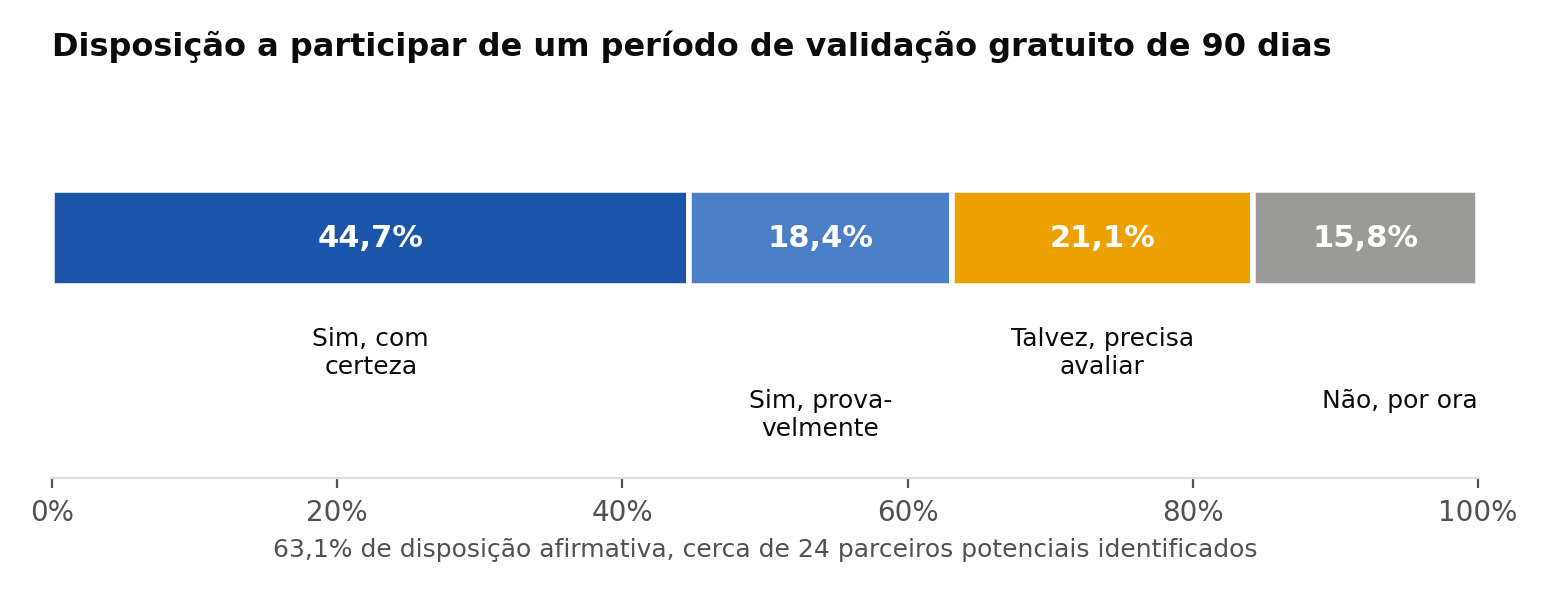 Disposição a participar de um período de validação gratuito de 90 dias
44,7%
18,4%
21,1%
15,8%
Sim, com
certeza
Sim, prova-
velmente
Talvez, precisa
avaliar
Não, por ora
0%
20%
40%
60%
80%
100%
63,1% de disposição afirmativa, cerca de 24 parceiros potenciais identificados